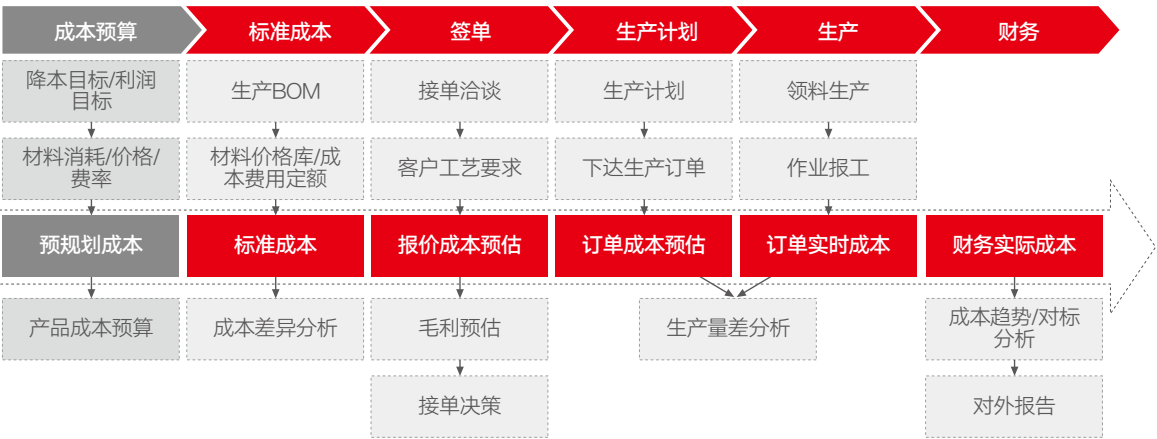 成本预算
标准成本
签单
生产计划
生产
财务
降本目标/利润
目标
生产BOM
接单洽谈
生产计划
领料生产
材料消耗/价格/
费率
材料价格库/成
本费用定额
客户工艺要求
下达生产订单
作业报工
预规划成本
标准成本
报价成本预估
订单成本预估
订单实时成本
财务实际成本
产品成本预算
成本差异分析
毛利预估
生产量差分析
成本趋势/对标
分析
接单决策
对外报告